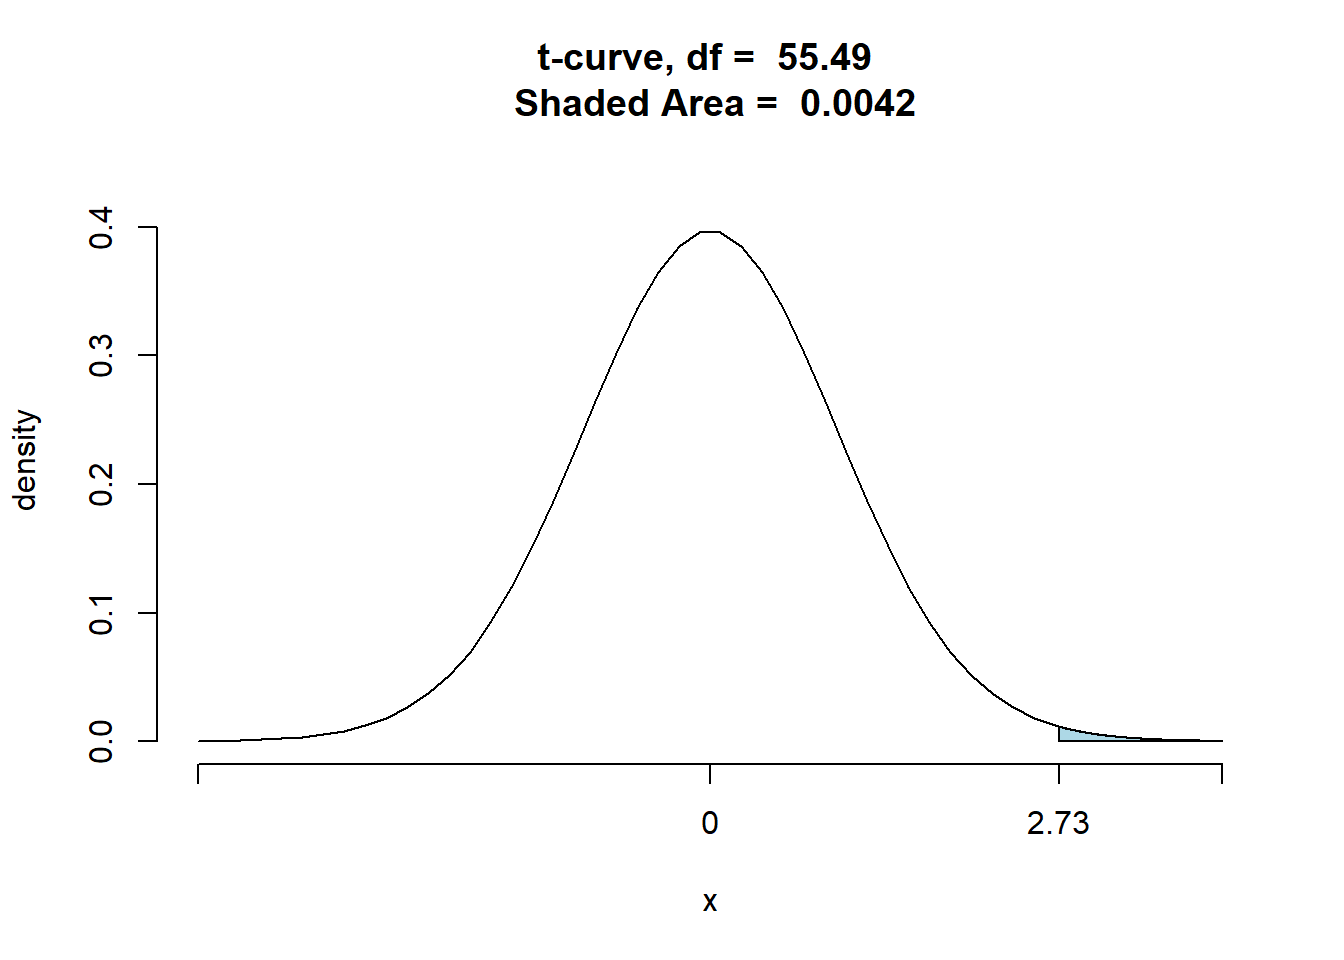 t-curve, df = 55.49
Shaded Area = 0.0042
0.4
0.3
0.2
0.1
0.0
density
0
2.73
x